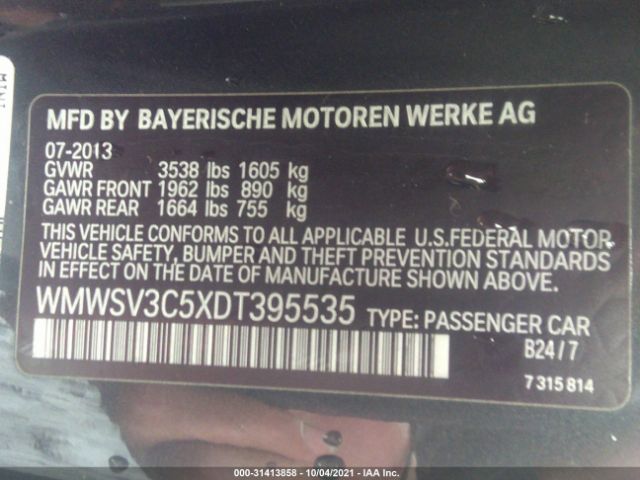 MINI
MFD BY BAYERISCHE MOTOREN WERKE AG
07-2013
GVWR 3538 lbs 1605 kg
GAWR FRONT 1962 lbs 890 kg
GAWR REAR 1664 lbs 755 kg
THIS VEHICLE CONFORMS TO ALL APPLICABLE U.S.FEDERAL MOTOR
VEHICLE SAFETY, BUMPER AND THEFT PREVENTION STANDARDS
IN EFFECT ON THE DATE OF MANUFACTURE SHOWN ABOVE.
WMWSV3C5XDT395535 TYPE: PASSENGER CAR
B24/7
7 315 814
000-31413858 - 10/04/2021 - IAA Inc.